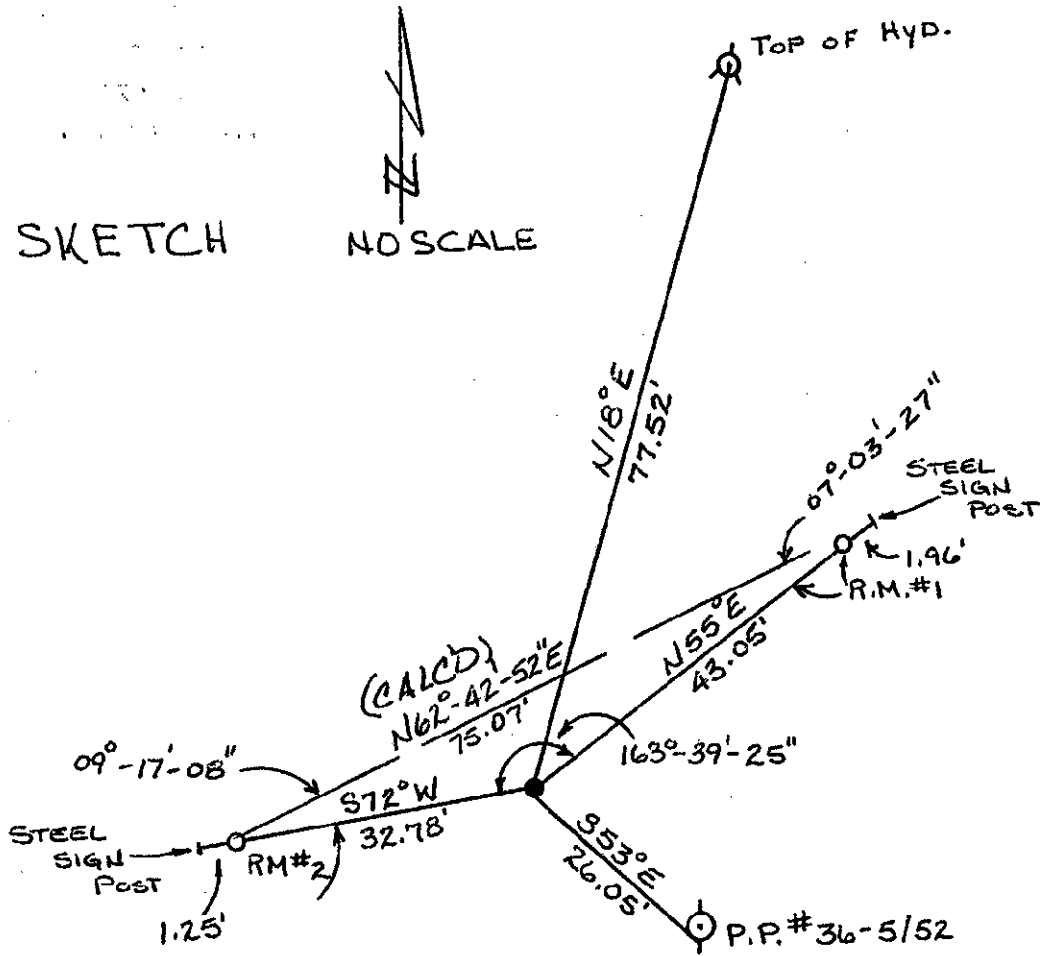 TOP OF HYD.
N
SKETCH
NO SCALE
N18°E
77.52'
07°-03'-27"
STEEL
SIGN
POST
1.96'
R.M.#1
N55°E
43.05'
(CALC'D)
N62°-42'-52"E
75.07'
163°-39'-25"
09°-17'-08"
S72°W
32.78'
STEEL
SIGN
POST
RM#2
1.25'
S53°E
26.05'
P.P.#36-5/52